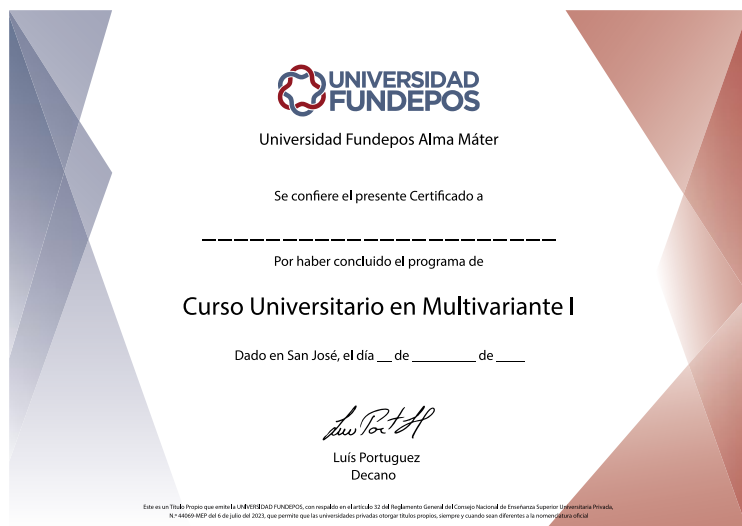 UNIVERSIDAD
FUNDEPOS
Universidad Fundepos Alma Máter
Se confiere el presente Certificado a
_ _ _ _ _ _ _ _ _ _ _ _ _ _ _ _ _ _ _ _ _ _
Por haber concluido el programa de
Curso Universitario en Multivariante I
Dado en San José, el día __ de ________ de ____
Luís Portuguez
Decano
Este es un Título Propio que emite la UNIVERSIDAD FUNDEPOS, con respaldo en el artículo 32 del Reglamento General del Consejo Nacional de Enseñanza Superior Universitaria Privada,
N.º 44069-MEP del 6 de julio del 2023, que permite que las universidades privadas otorgar títulos propios, siempre y cuando sean diferentes a la nomenclatura oficial